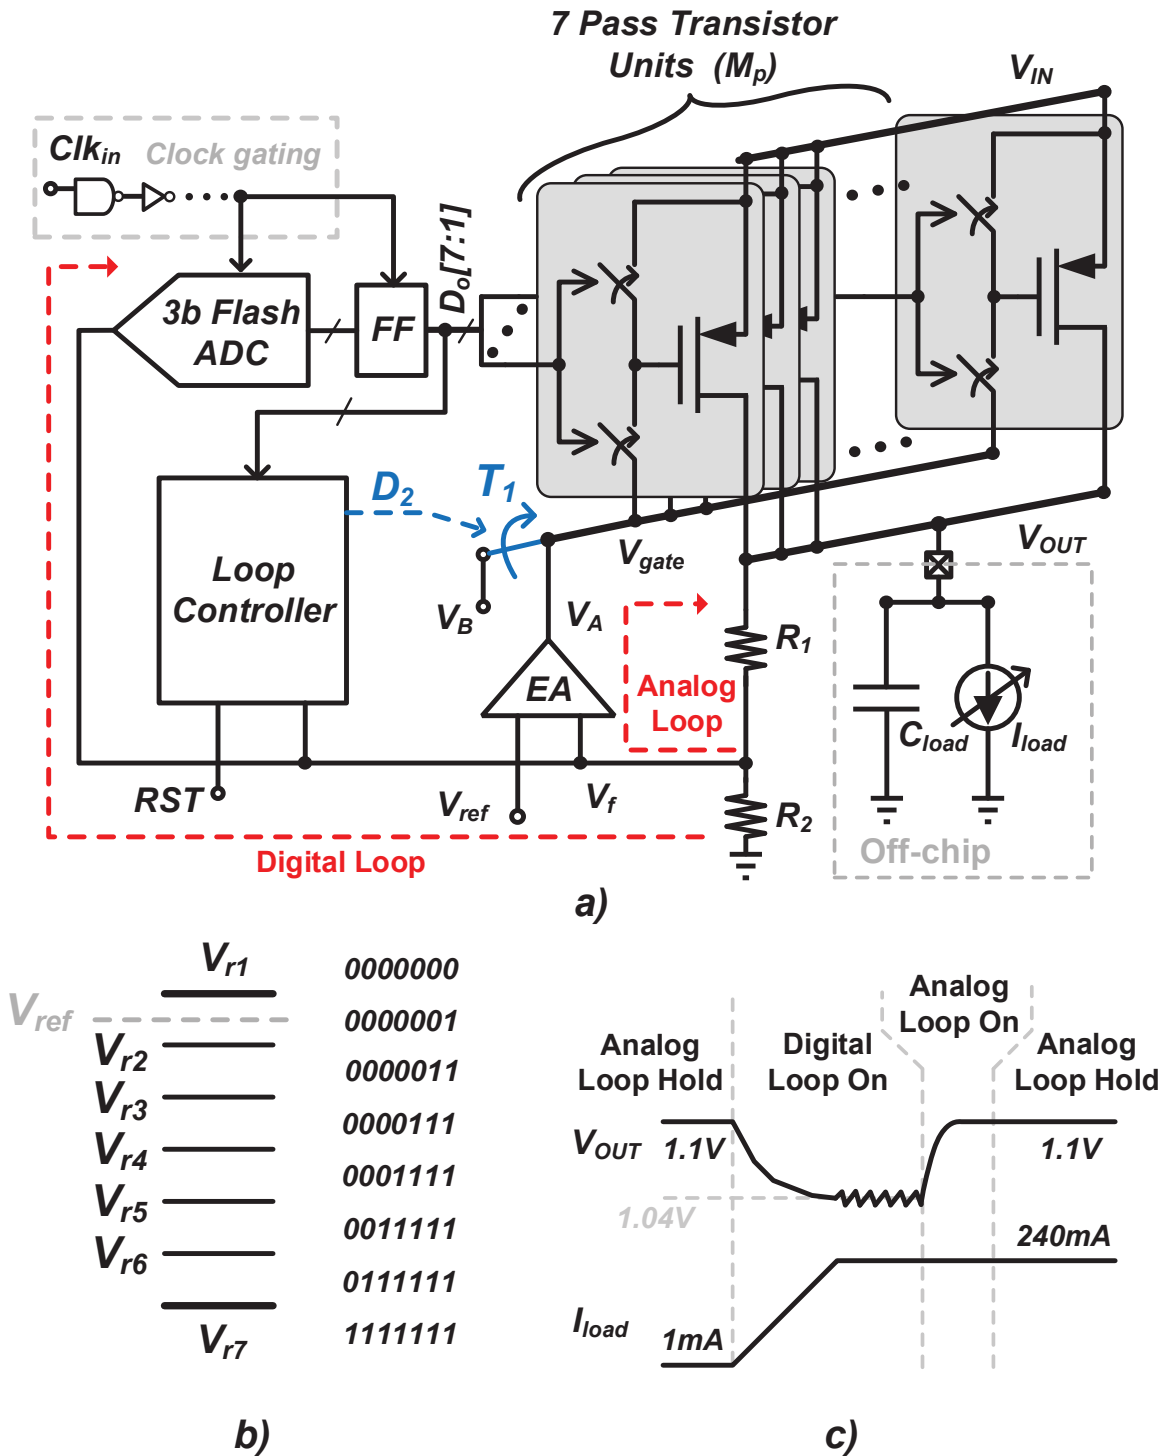 7 Pass Transistor
Units (Mp)
VIN
Clkin
Clock gating
Do[7:1]
3b Flash
ADC
FF
D2
T1
Loop
Controller
Vgate
VOUT
VB
VA
R1
EA
Analog
Loop
Cload
Iload
RST
Vref
Vf
R2
Digital Loop
Off-chip
a)
Vr1
0000000
Vref
0000001
Vr2
0000011
Vr3
0000111
Vr4
0001111
Vr5
0011111
Vr6
0111111
1111111
Vr7
b)
Analog
Loop On
Analog
Loop Hold
Digital
Loop On
Analog
Loop Hold
VOUT
1.1V
1.1V
1.04V
240mA
Iload
1mA
c)